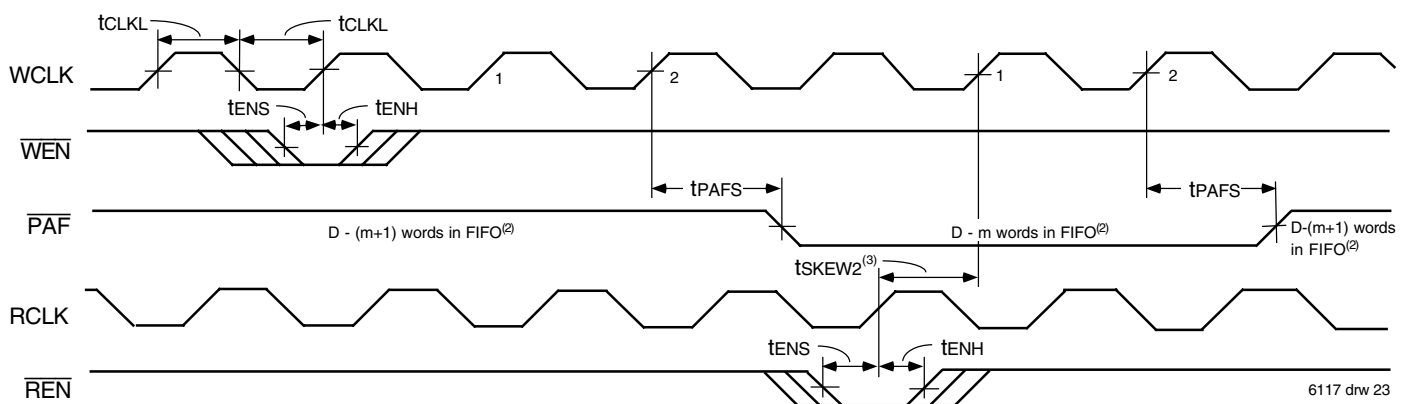 tCLKL tCLKL
WCLK 1 2 1 2
tENS tENH
WEN
tPAFS tPAFS
PAF
D - (m+1) words in FIFO(2) D - m words in FIFO(2) D-(m+1) words
in FIFO(2)
tSKEW2(3)
RCLK
tENS tENH
REN
6117 drw 23